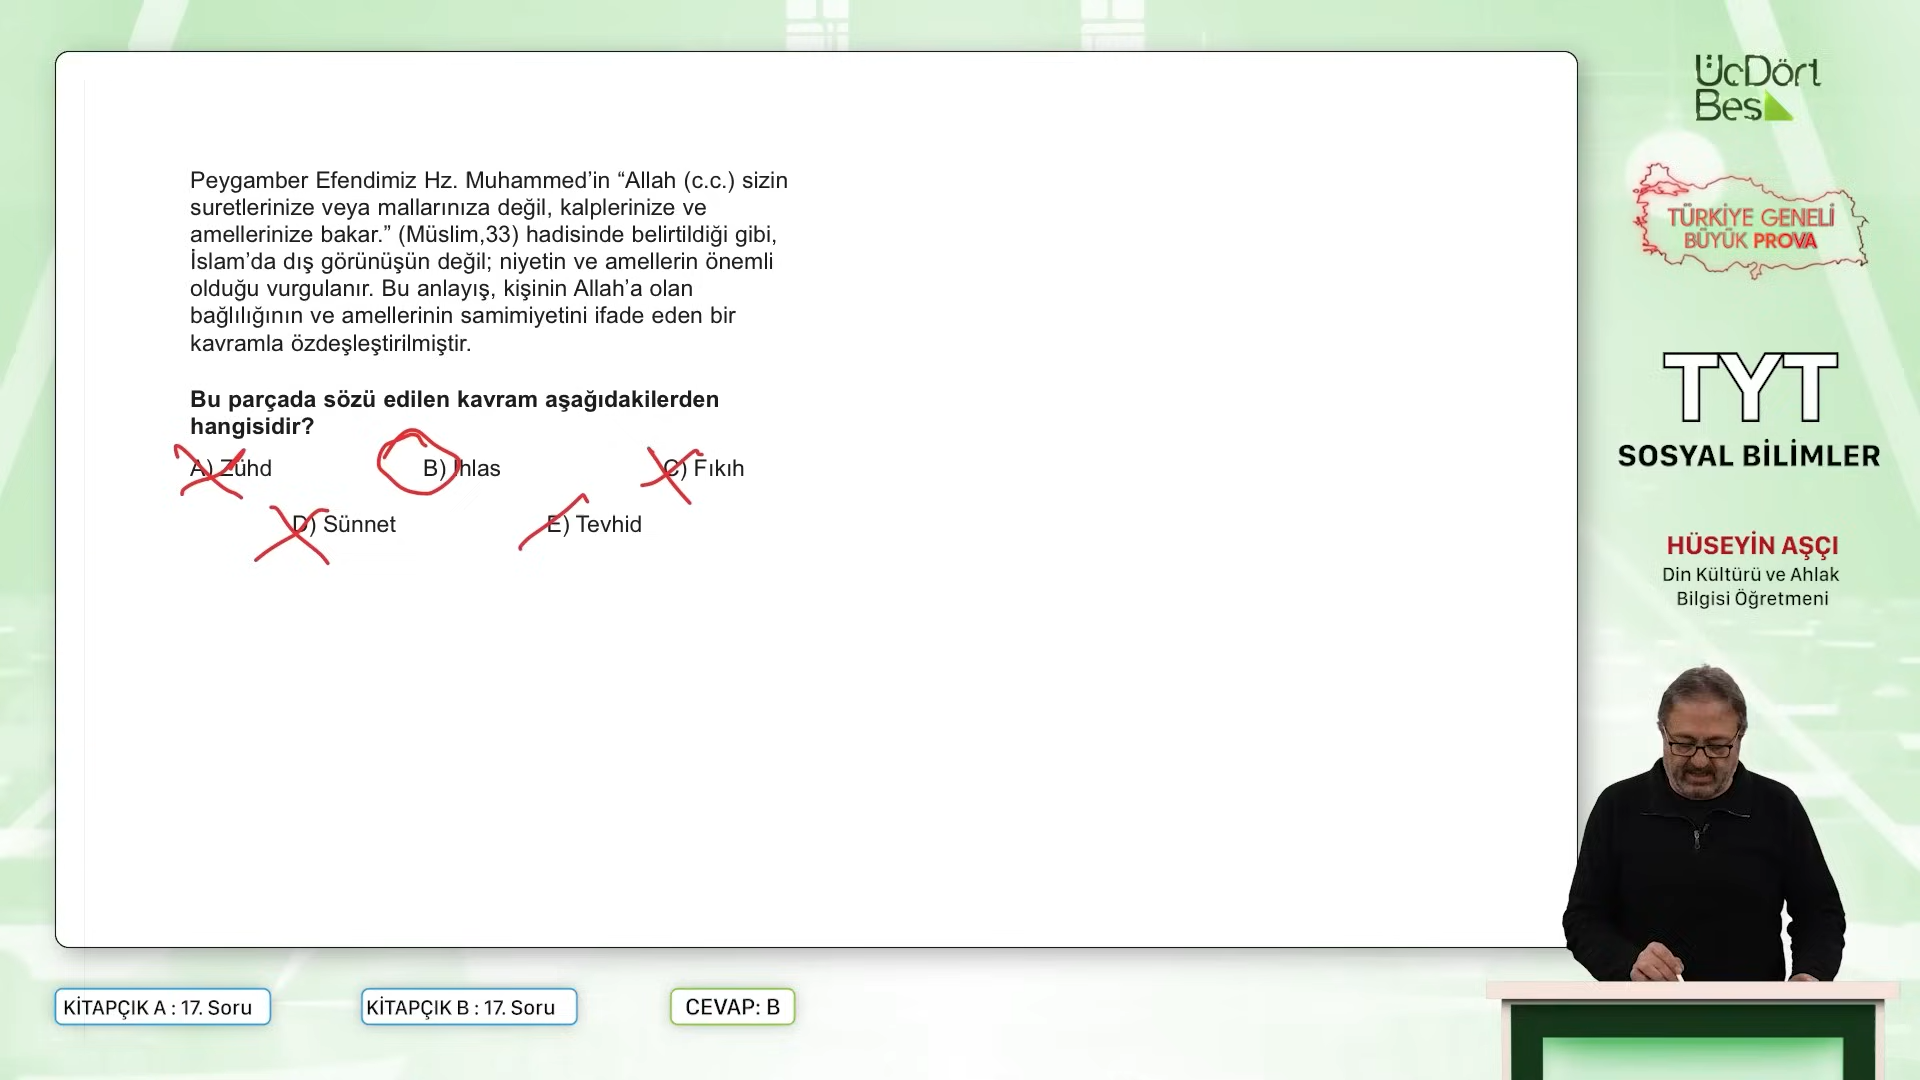 ÜçDört
Beş
TÜRKİYE GENELİ
BÜYÜK PROVA
Peygamber Efendimiz Hz. Muhammed’in “Allah (c.c.) sizin
suretlerinize veya mallarınıza değil, kalplerinize ve
amellerinize bakar.” (Müslim,33) hadisinde belirtildiği gibi,
İslam’da dış görünüşün değil; niyetin ve amellerin önemli
olduğu vurgulanır. Bu anlayış, kişinin Allah’a olan
bağlılığının ve amellerinin samimiyetini ifade eden bir
kavramla özdeşleştirilmiştir.
Bu parçada sözü edilen kavram aşağıdakilerden
hangisidir?
A) Zühd B) İhlas C) Fıkıh
D) Sünnet E) Tevhid
TYT
SOSYAL BİLİMLER
HÜSEYİN AŞÇI
Din Kültürü ve Ahlak
Bilgisi Öğretmeni
KİTAPÇIK A : 17. Soru KİTAPÇIK B : 17. Soru CEVAP: B